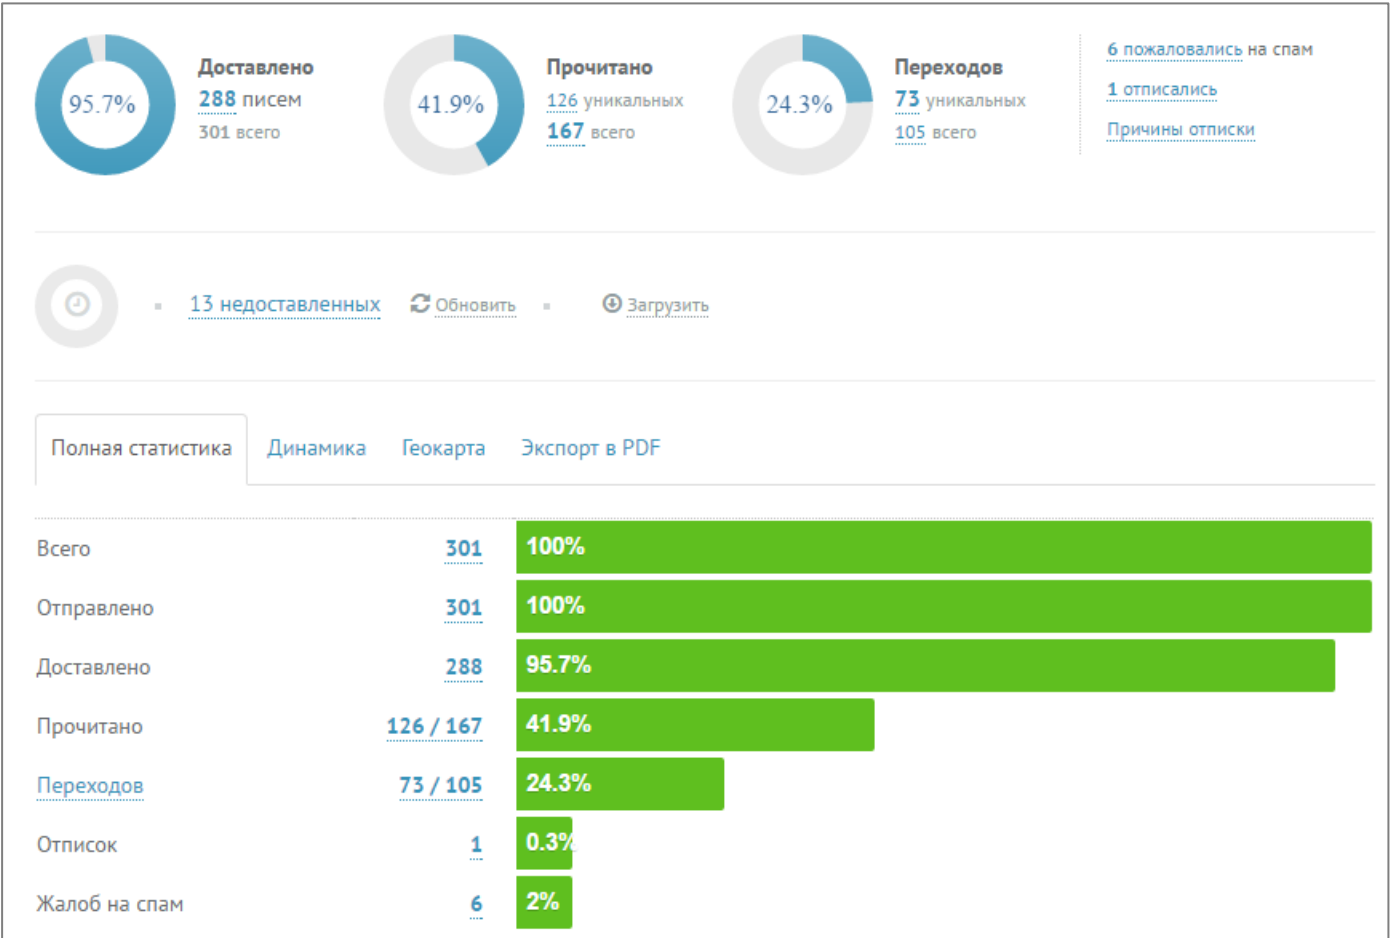 95.7%
Доставлено
288 писем
301 всего
41.9%
Прочитано
126 уникальных
167 всего
24.3%
Переходов
73 уникальных
105 всего
6 пожаловались на спам
1 отписались
Причины отписки
13 недоставленных Обновить Загрузить
Полная статистика Динамика Геокарта Экспорт в PDF
Всего 301 100%
Отправлено 301 100%
Доставлено 288 95.7%
Прочитано 126 / 167 41.9%
Переходов 73 / 105 24.3%
Отписок 1 0.3%
Жалоб на спам 6 2%